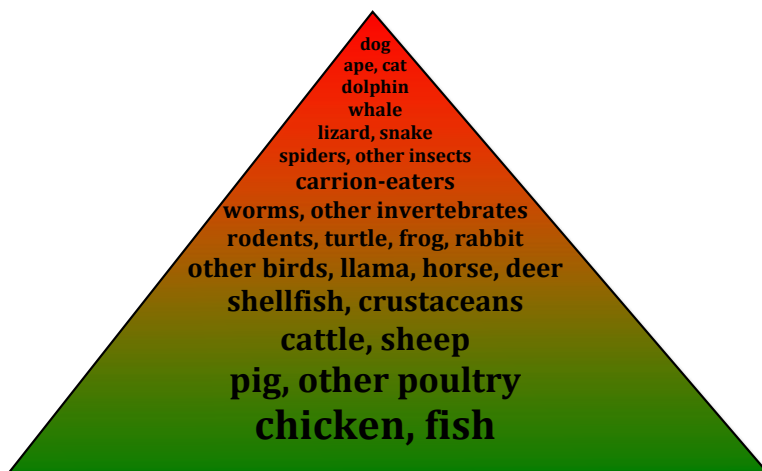 dog
ape, cat
dolphin
whale
lizard, snake
spiders, other insects
carrion-eaters
worms, other invertebrates
rodents, turtle, frog, rabbit
other birds, llama, horse, deer
shellfish, crustaceans
cattle, sheep
pig, other poultry
chicken, fish